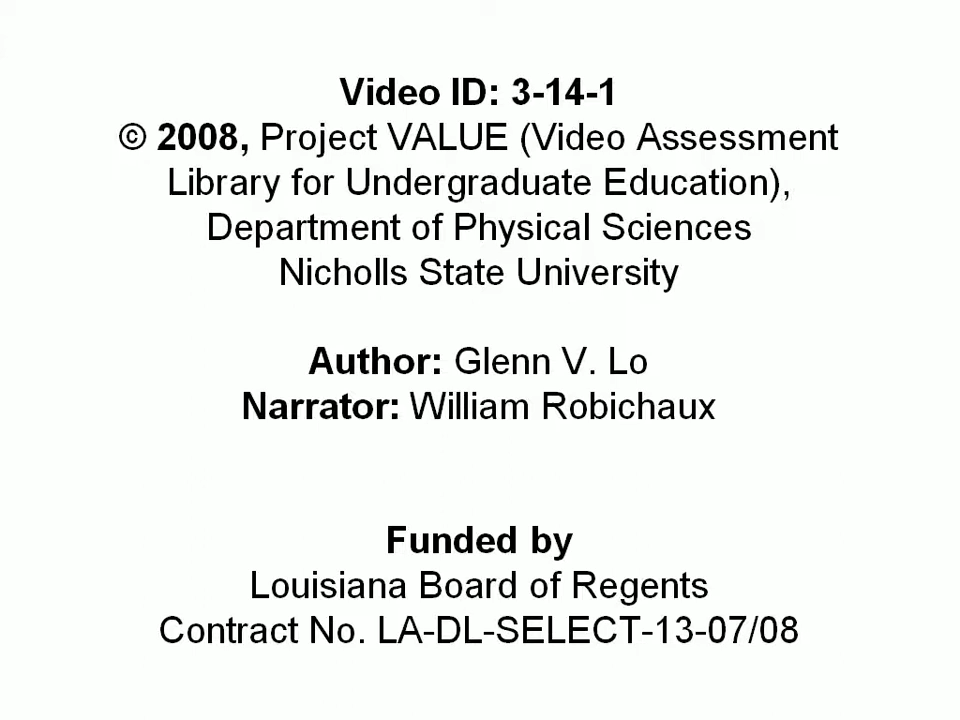 Video ID: 3-14-1
© 2008, Project VALUE (Video Assessment
Library for Undergraduate Education),
Department of Physical Sciences
Nicholls State University
Author: Glenn V. Lo
Narrator: William Robichaux
Funded by
Louisiana Board of Regents
Contract No. LA-DL-SELECT-13-07/08